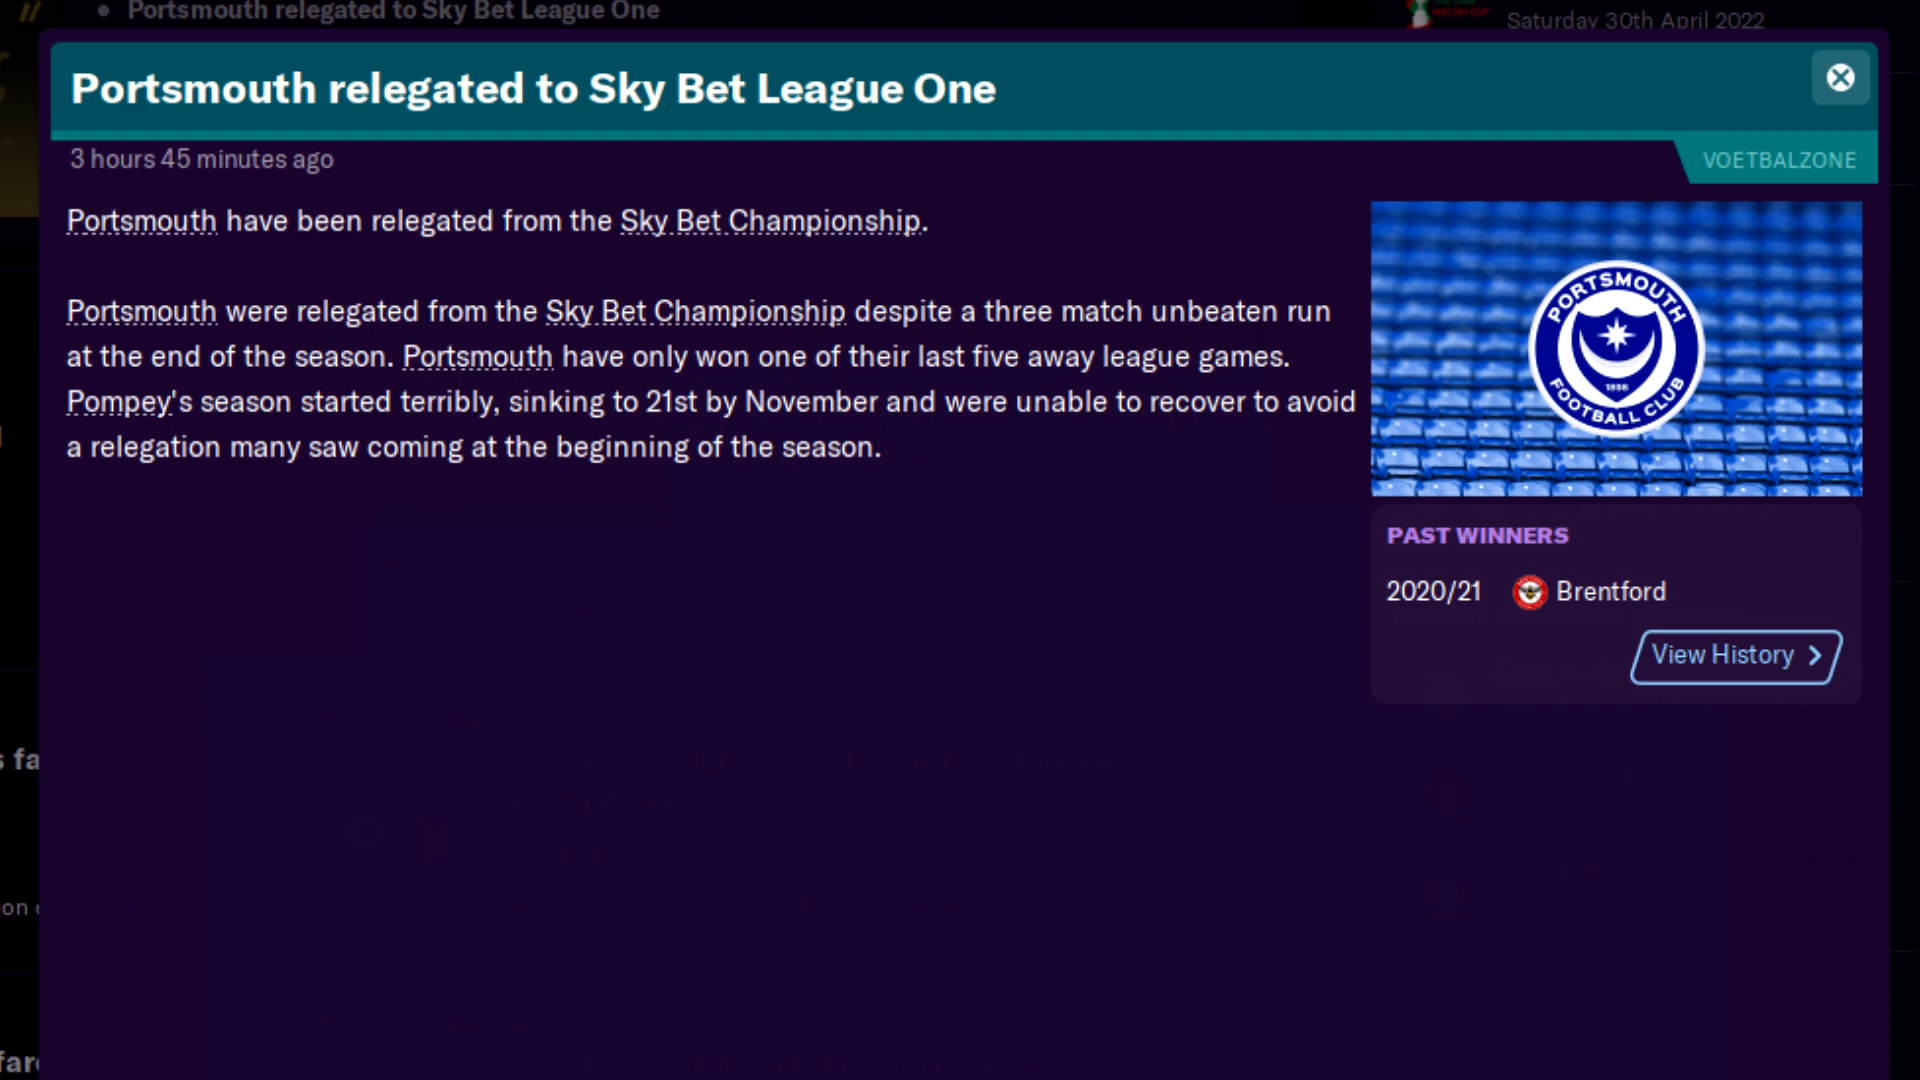 Portsmouth relegated to Sky Bet League One
Saturday 30th April 2022
Portsmouth relegated to Sky Bet League One
3 hours 45 minutes ago
VOETBALZONE
Portsmouth have been relegated from the Sky Bet Championship.
Portsmouth were relegated from the Sky Bet Championship despite a three match unbeaten run
at the end of the season. Portsmouth have only won one of their last five away league games.
Pompey's season started terribly, sinking to 21st by November and were unable to recover to avoid
a relegation many saw coming at the beginning of the season.
PORTSMOUTH
1898
FOOTBALL CLUB
PAST WINNERS
2020/21 Brentford
View History